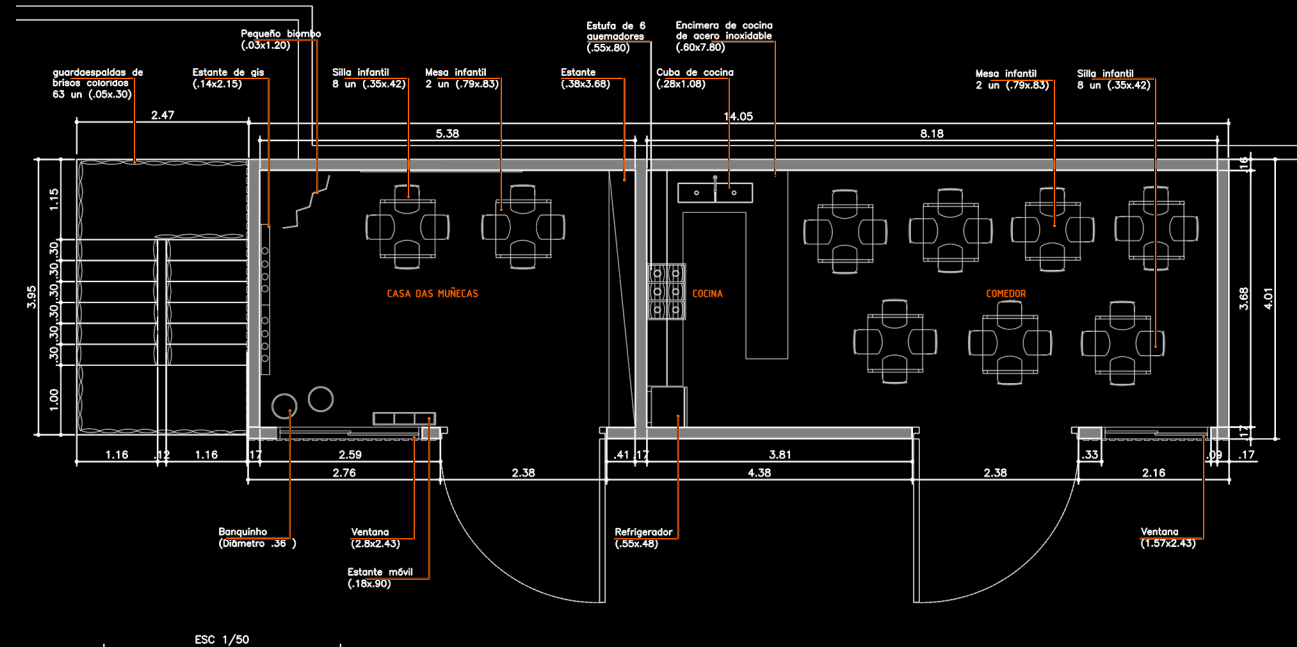 Estufa de 6
quemadores
(.55x.80)
Encimera de cocina
de acero inoxidable
(.60x7.80)
Pequeño biombo
(.03x1.20)
guardaespaldas de
brisos coloridos
63 un (.05x.30)
Estante de gis
(.14x2.15)
Silla infantil
8 un (.35x.42)
Mesa infantil
2 un (.79x.83)
Estante
(.38x3.68)
Cuba de cocina
(.28x1.08)
Mesa infantil
2 un (.79x.83)
Silla infantil
8 un (.35x.42)
2.47
14.05
5.38
8.18
.16
1.15
.30
.30
.30
.30
.30
.30
1.00
3.95
3.68
4.01
.17
CASA DAS MUÑECAS
COCINA
COMEDOR
1.16
.12
1.16
.17
2.59
.41
.17
3.81
.33
.09
.17
2.76
2.38
4.38
2.38
2.16
Banquinho
(Diámetro .36 )
Ventana
(2.8x2.43)
Estante móvil
(.18x.90)
Refrigerador
(.55x.48)
Ventana
(1.57x2.43)
ESC 1/50